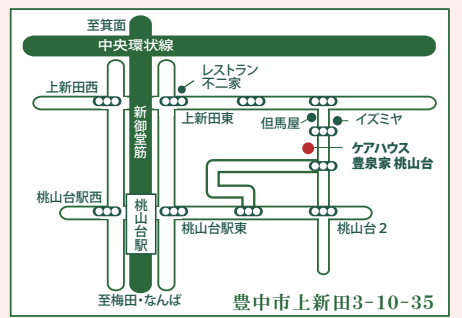 至箕面
中央環状線
レストラン
不二家
上新田西
新御堂筋
上新田東
但馬屋
イズミヤ
ケアハウス
豊泉家 桃山台
桃山台駅西
桃山台駅
桃山台駅東
桃山台2
至梅田・なんば
豊中市上新田3-10-35